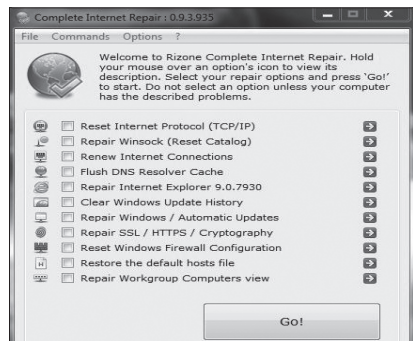 Complete Internet Repair : 0.9.3.935
File Commands Options ?
Welcome to Rizone Complete Internet Repair. Hold
your mouse over an option's icon to view its
description. Select your repair options and press 'Go!'
to start. Do not select an option unless your computer
has the described problems.
Reset Internet Protocol (TCP/IP)
Repair Winsock (Reset Catalog)
Renew Internet Connections
Flush DNS Resolver Cache
Repair Internet Explorer 9.0.7930
Clear Windows Update History
Repair Windows / Automatic Updates
Repair SSL / HTTPS / Cryptography
Reset Windows Firewall Configuration
Restore the default hosts file
Repair Workgroup Computers view
Go!